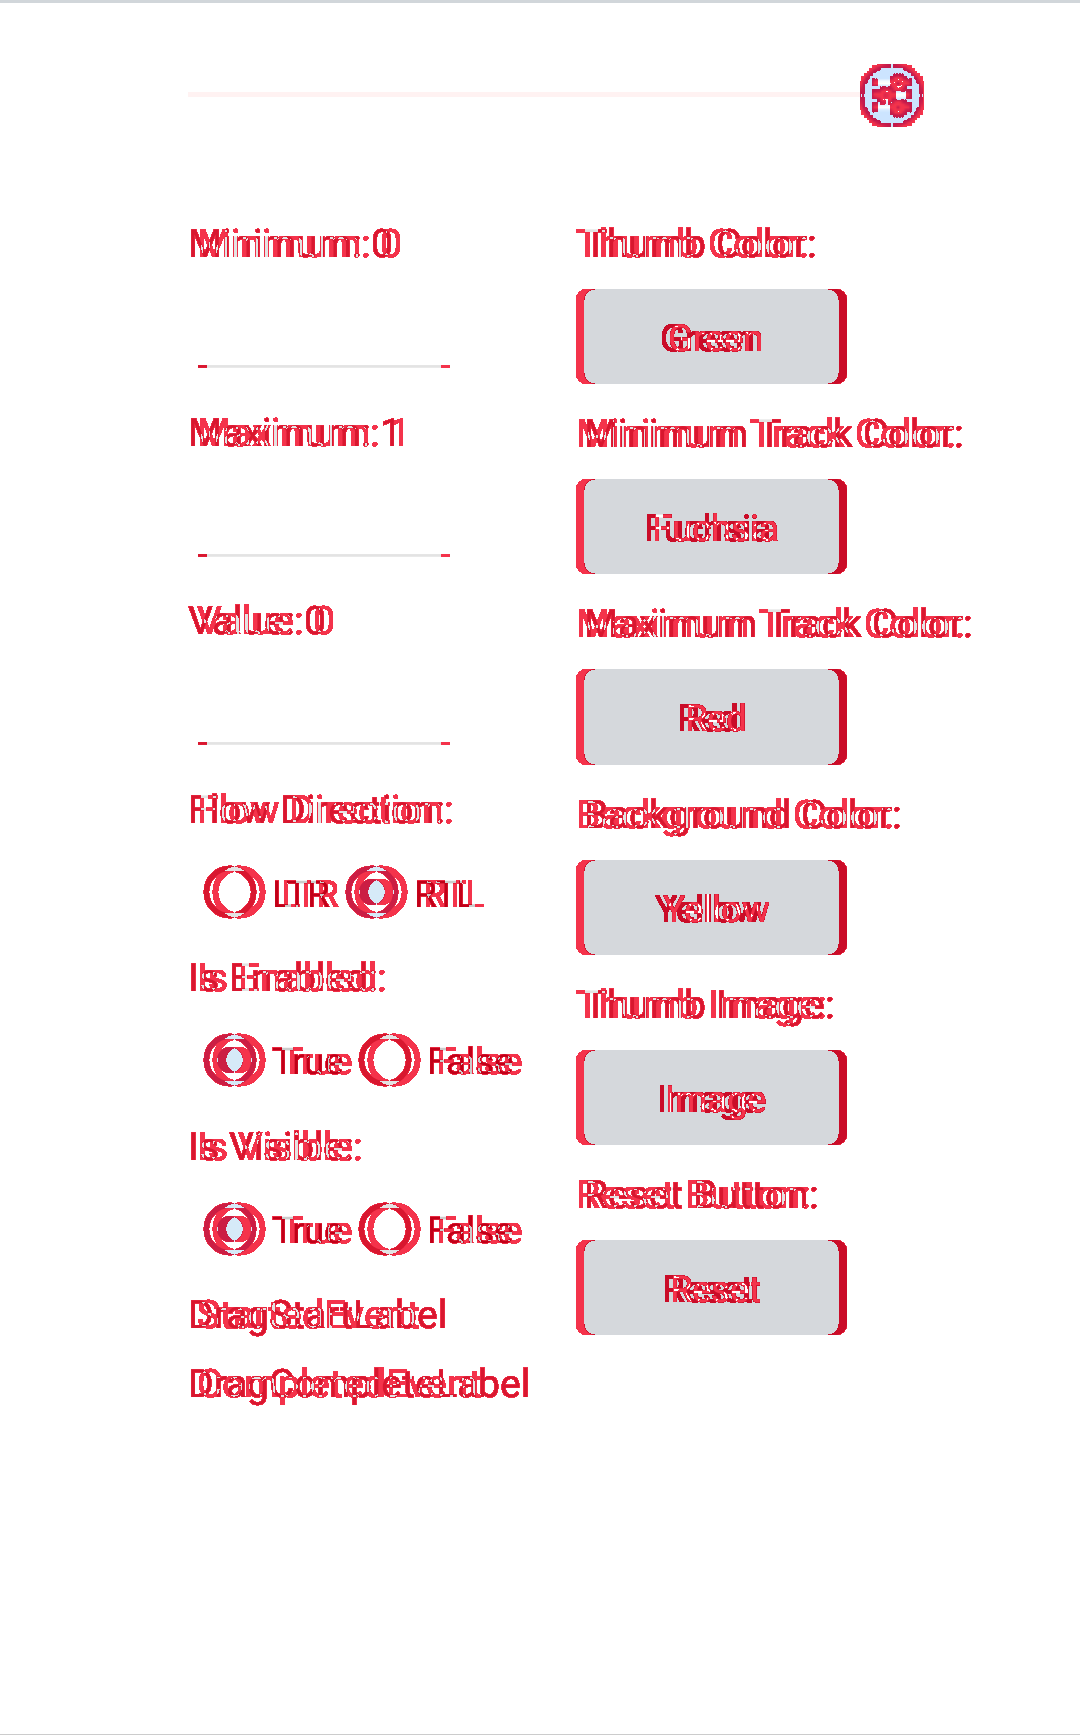 Minimum: 0
Maximum: 1
Value: 0
Flow Direction:
LTR RTL
Is Enabled:
True False
Is Visible:
True False
Thumb Color:
Green
Minimum Track Color:
Fuchsia
Maximum Track Color:
Red
Background Color:
Yellow
Thumb Image:
Image
Reset Button:
Reset